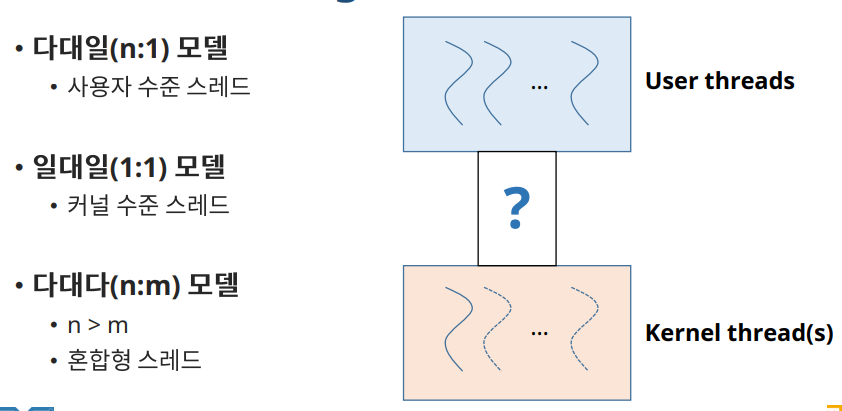 • 다대일(n:1) 모델
• 사용자 수준 스레드
• 일대일(1:1) 모델
• 커널 수준 스레드
• 다대다(n:m) 모델
• n > m
• 혼합형 스레드
...
User threads
?
...
Kernel thread(s)